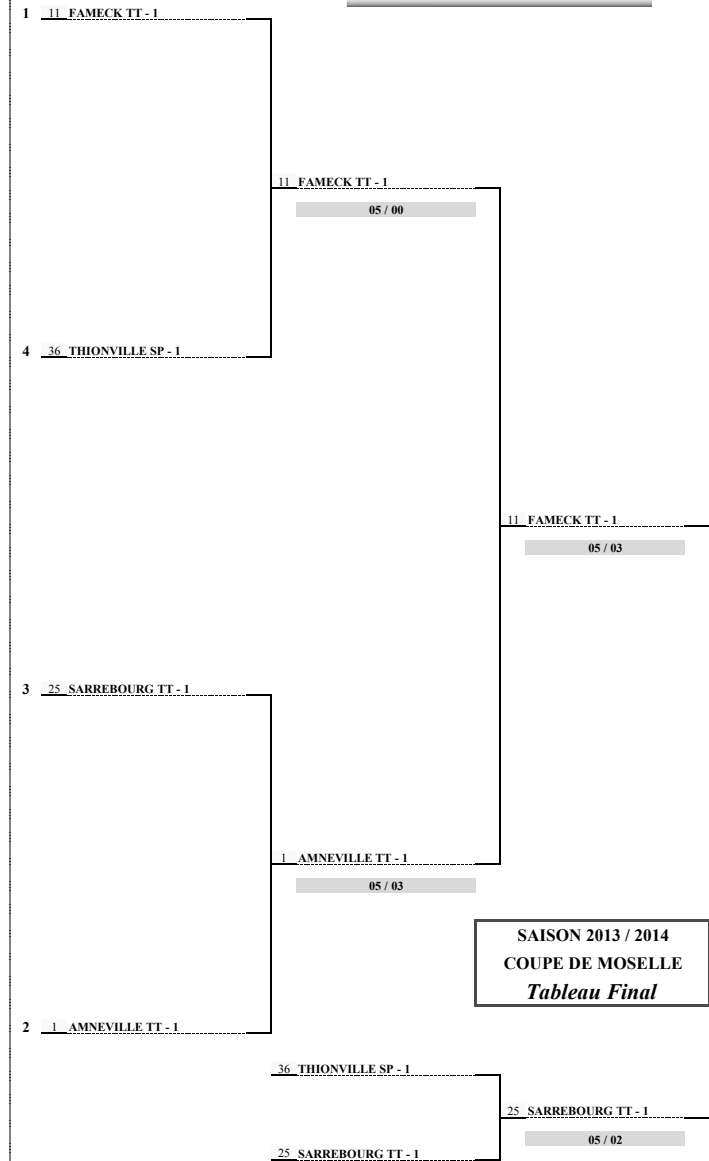 1 11 FAMECK TT - 1
11 FAMECK TT - 1
05 / 00
4 36 THIONVILLE SP - 1
11 FAMECK TT - 1
05 / 03
3 25 SARREBOURG TT - 1
1 AMNEVILLE TT - 1
05 / 03
SAISON 2013 / 2014
COUPE DE MOSELLE
Tableau Final
2 1 AMNEVILLE TT - 1
36 THIONVILLE SP - 1
25 SARREBOURG TT - 1
05 / 02
25 SARREBOURG TT - 1